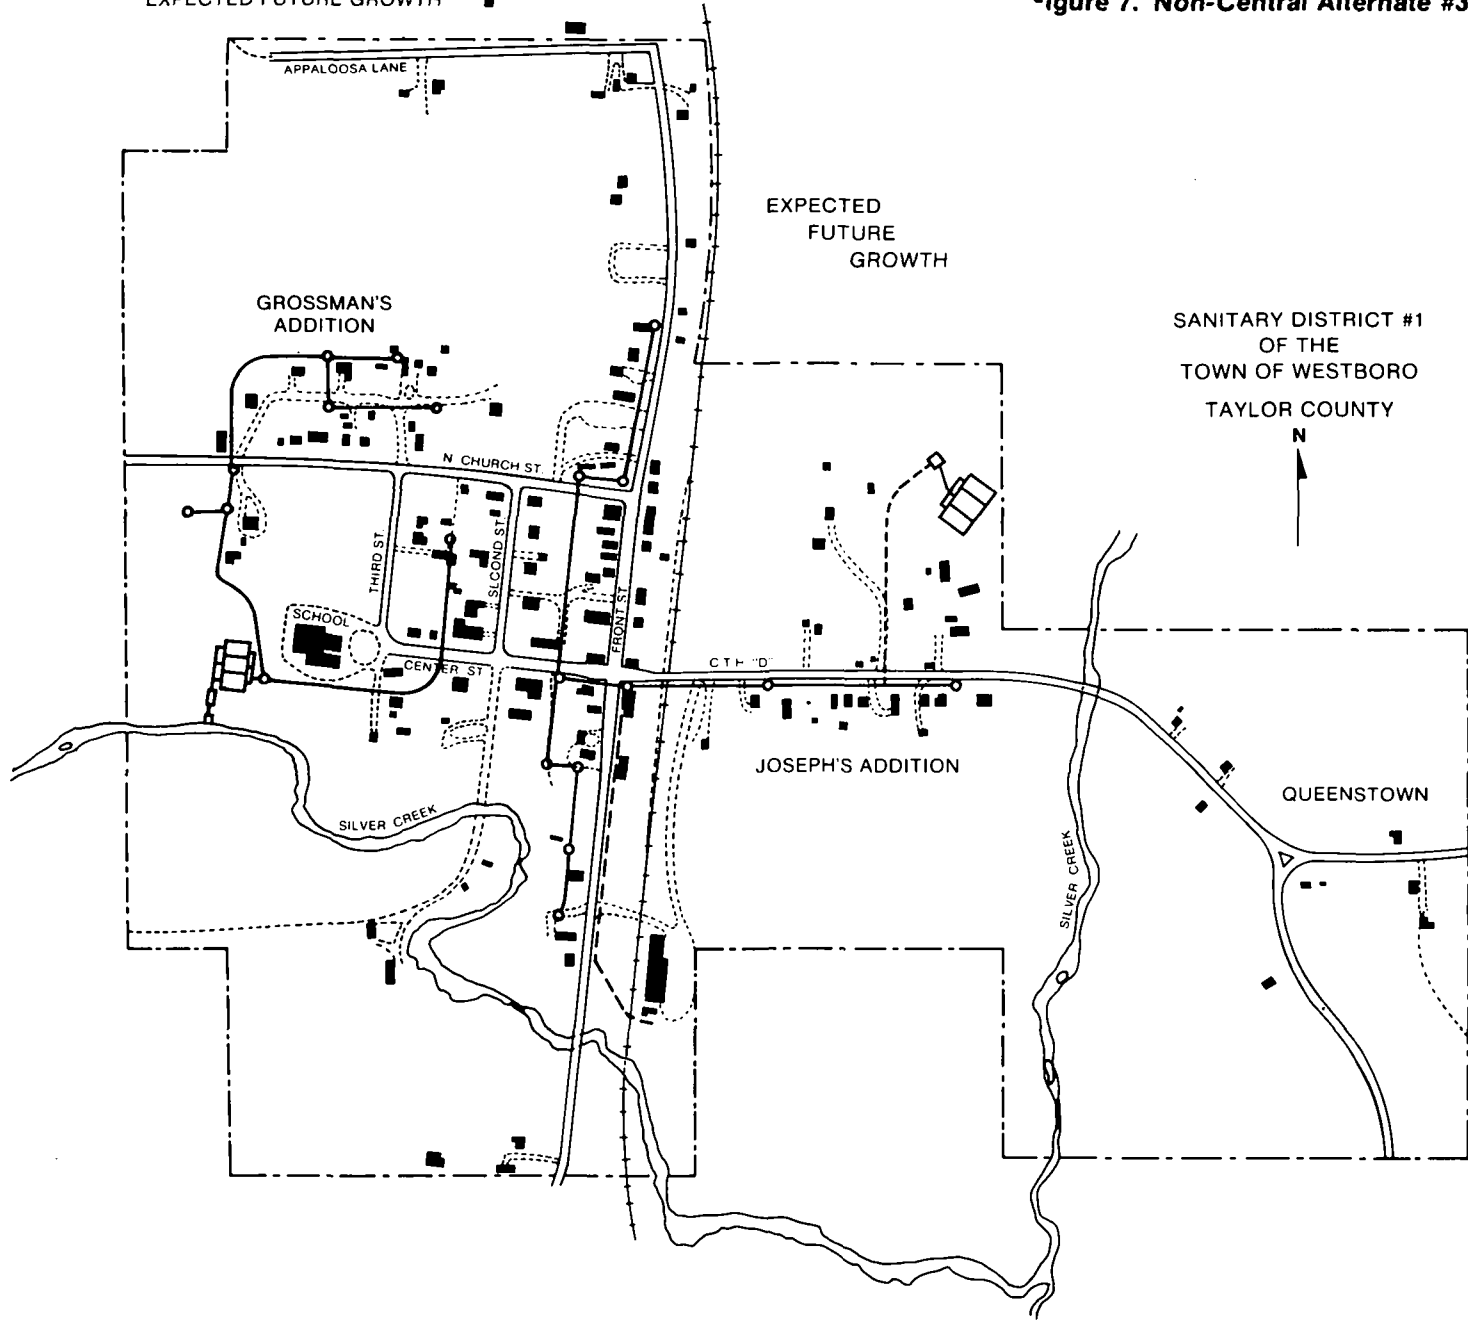 EXPECTED FUTURE GROWTH
Figure 7. Non-Central Alternate #3
APPALOOSA LANE
EXPECTED
FUTURE
GROWTH
GROSSMAN'S
ADDITION
SANITARY DISTRICT #1
OF THE
TOWN OF WESTBORO
TAYLOR COUNTY
N
N CHURCH ST.
THIRD ST.
SLCOND ST.
FRONT ST
SCHOOL
CENTER ST
C T H "D"
JOSEPH'S ADDITION
QUEENSTOWN
SILVER CREEK
SILVER CREEK